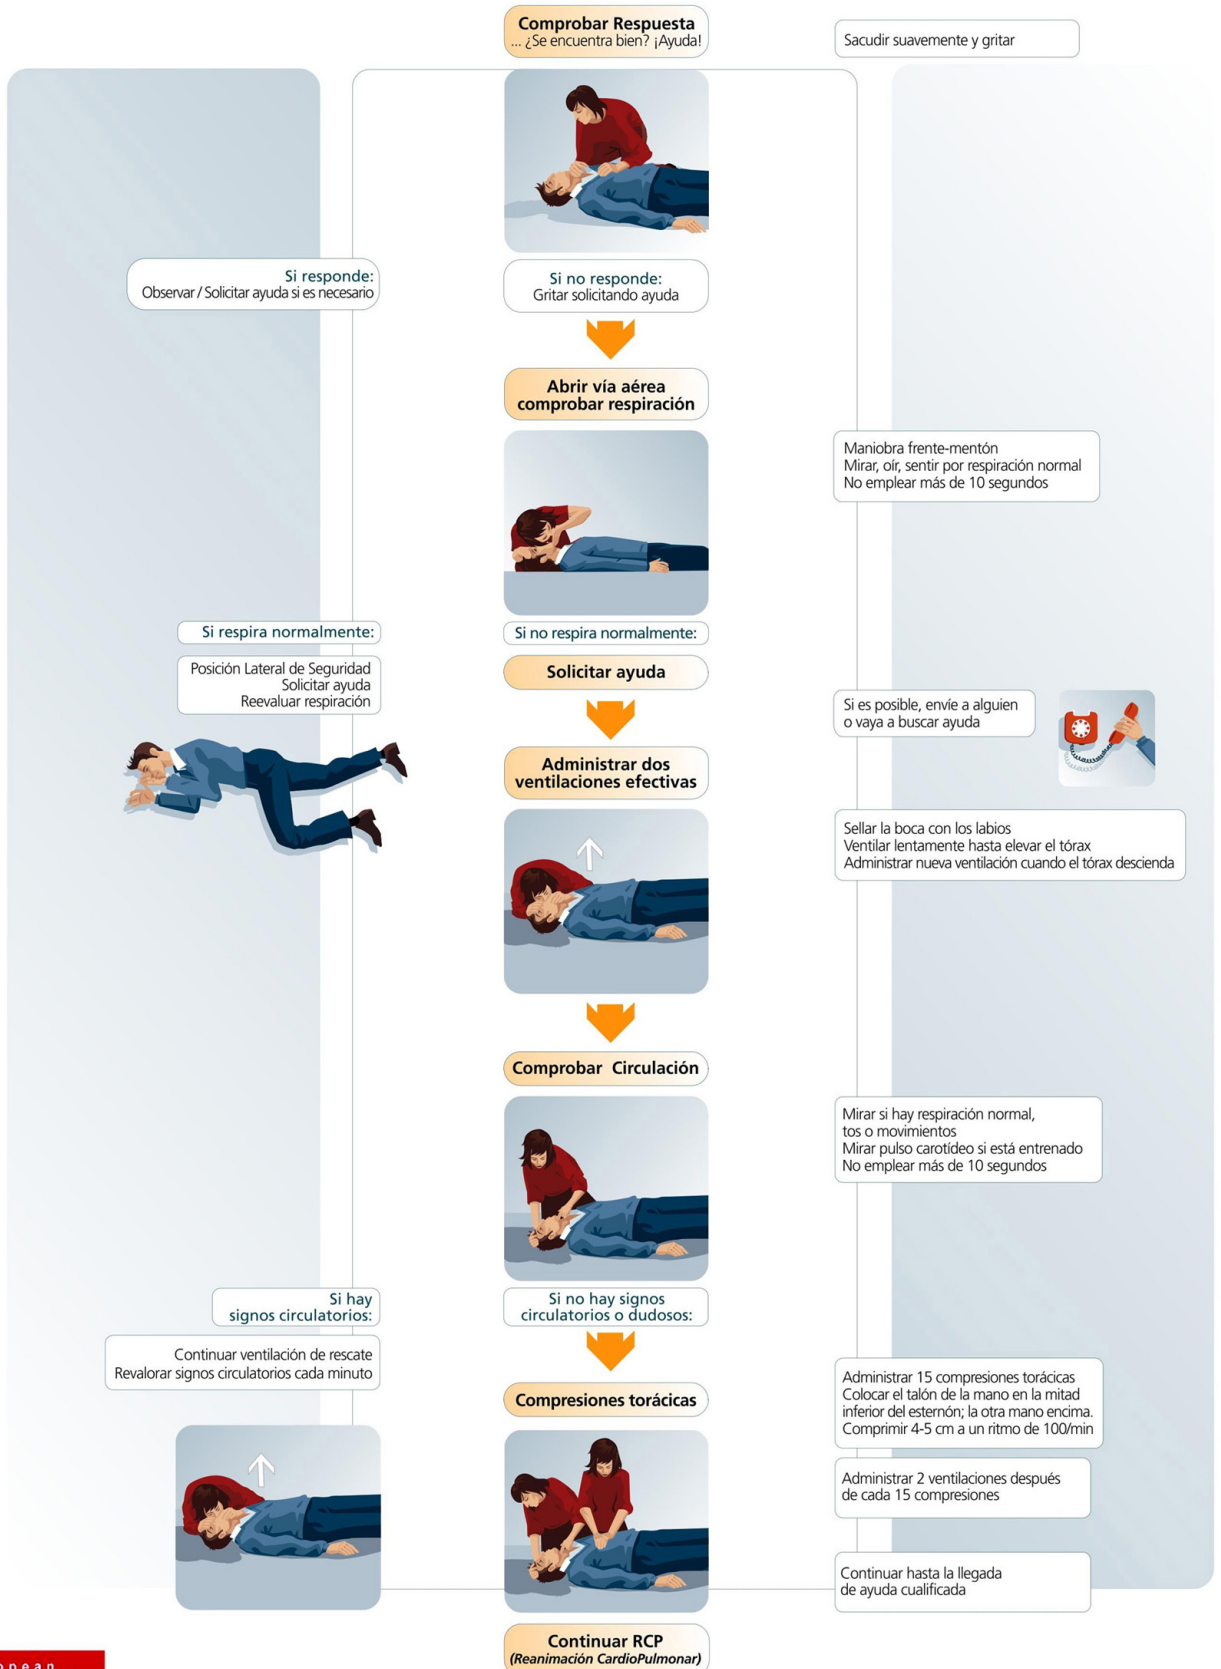 Comprobar Respuesta
... ¿Se encuentra bien? ¡Ayuda!
Sacudir suavemente y gritar
Si responde:
Observar / Solicitar ayuda si es necesario
Si no responde:
Gritar solicitando ayuda
Abrir vía aérea
comprobar respiración
Maniobra frente-mentón
Mirar, oír, sentir por respiración normal
No emplear más de 10 segundos
Si respira normalmente:
Posición Lateral de Seguridad
Solicitar ayuda
Reevaluar respiración
Si no respira normalmente:
Solicitar ayuda
Si es posible, envíe a alguien
o vaya a buscar ayuda
Administrar dos
ventilaciones efectivas
Sellar la boca con los labios
Ventilar lentamente hasta elevar el tórax
Administrar nueva ventilación cuando el tórax descienda
Comprobar Circulación
Mirar si hay respiración normal,
tos o movimientos
Mirar pulso carotídeo si está entrenado
No emplear más de 10 segundos
Si hay
signos circulatorios:
Continuar ventilación de rescate
Revalorar signos circulatorios cada minuto
Si no hay signos
circulatorios o dudosos:
Compresiones torácicas
Administrar 15 compresiones torácicas
Colocar el talón de la mano en la mitad
inferior del esternón; la otra mano encima.
Comprimir 4-5 cm a un ritmo de 100/min
Administrar 2 ventilaciones después
de cada 15 compresiones
Continuar hasta la llegada
de ayuda cualificada
Continuar RCP
(Reanimación CardioPulmonar)